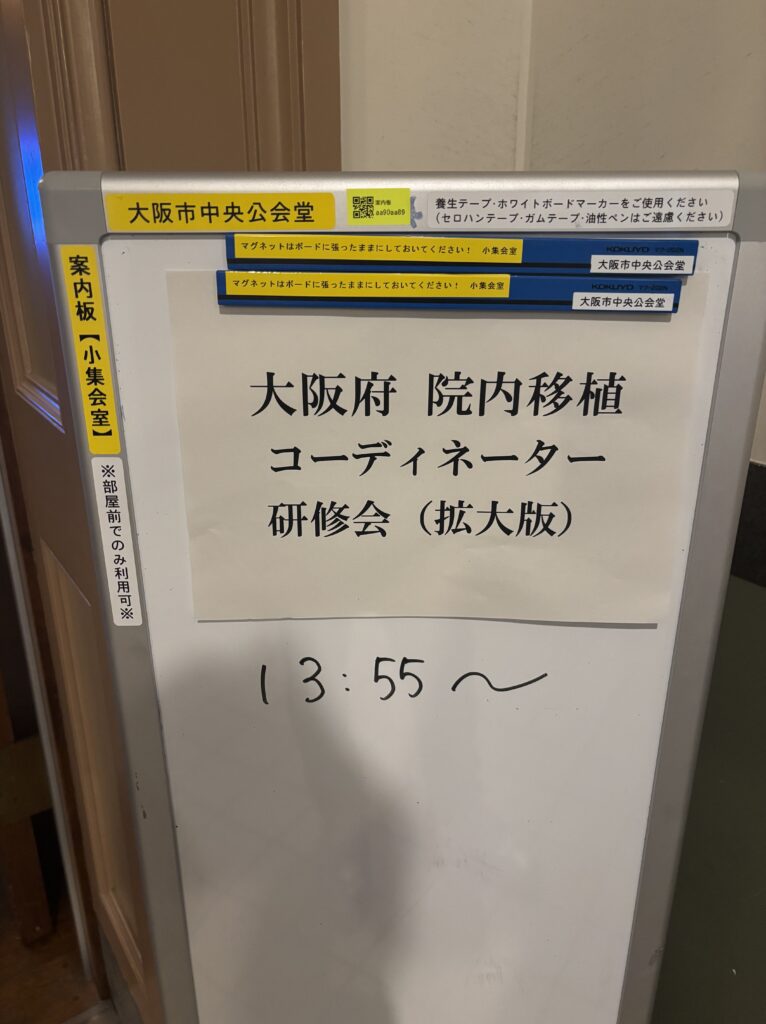 大阪市中央公会堂
案内板
aa90aa89
養生テープ・ホワイトボードマーカーをご使用ください
(セロハンテープ・ガムテープ・油性ペンはご遠慮ください)
マグネットはボードに張ったままにしておいてください! 小集会室
KOKUYO
大阪市中央公会堂
マグネットはボードに張ったままにしておいてください! 小集会室
KOKUYO
大阪市中央公会堂
案内板【小集会室】
※部屋前でのみ利用可※
大阪府 院内移植
コーディネーター
研修会(拡大版)
13:55〜